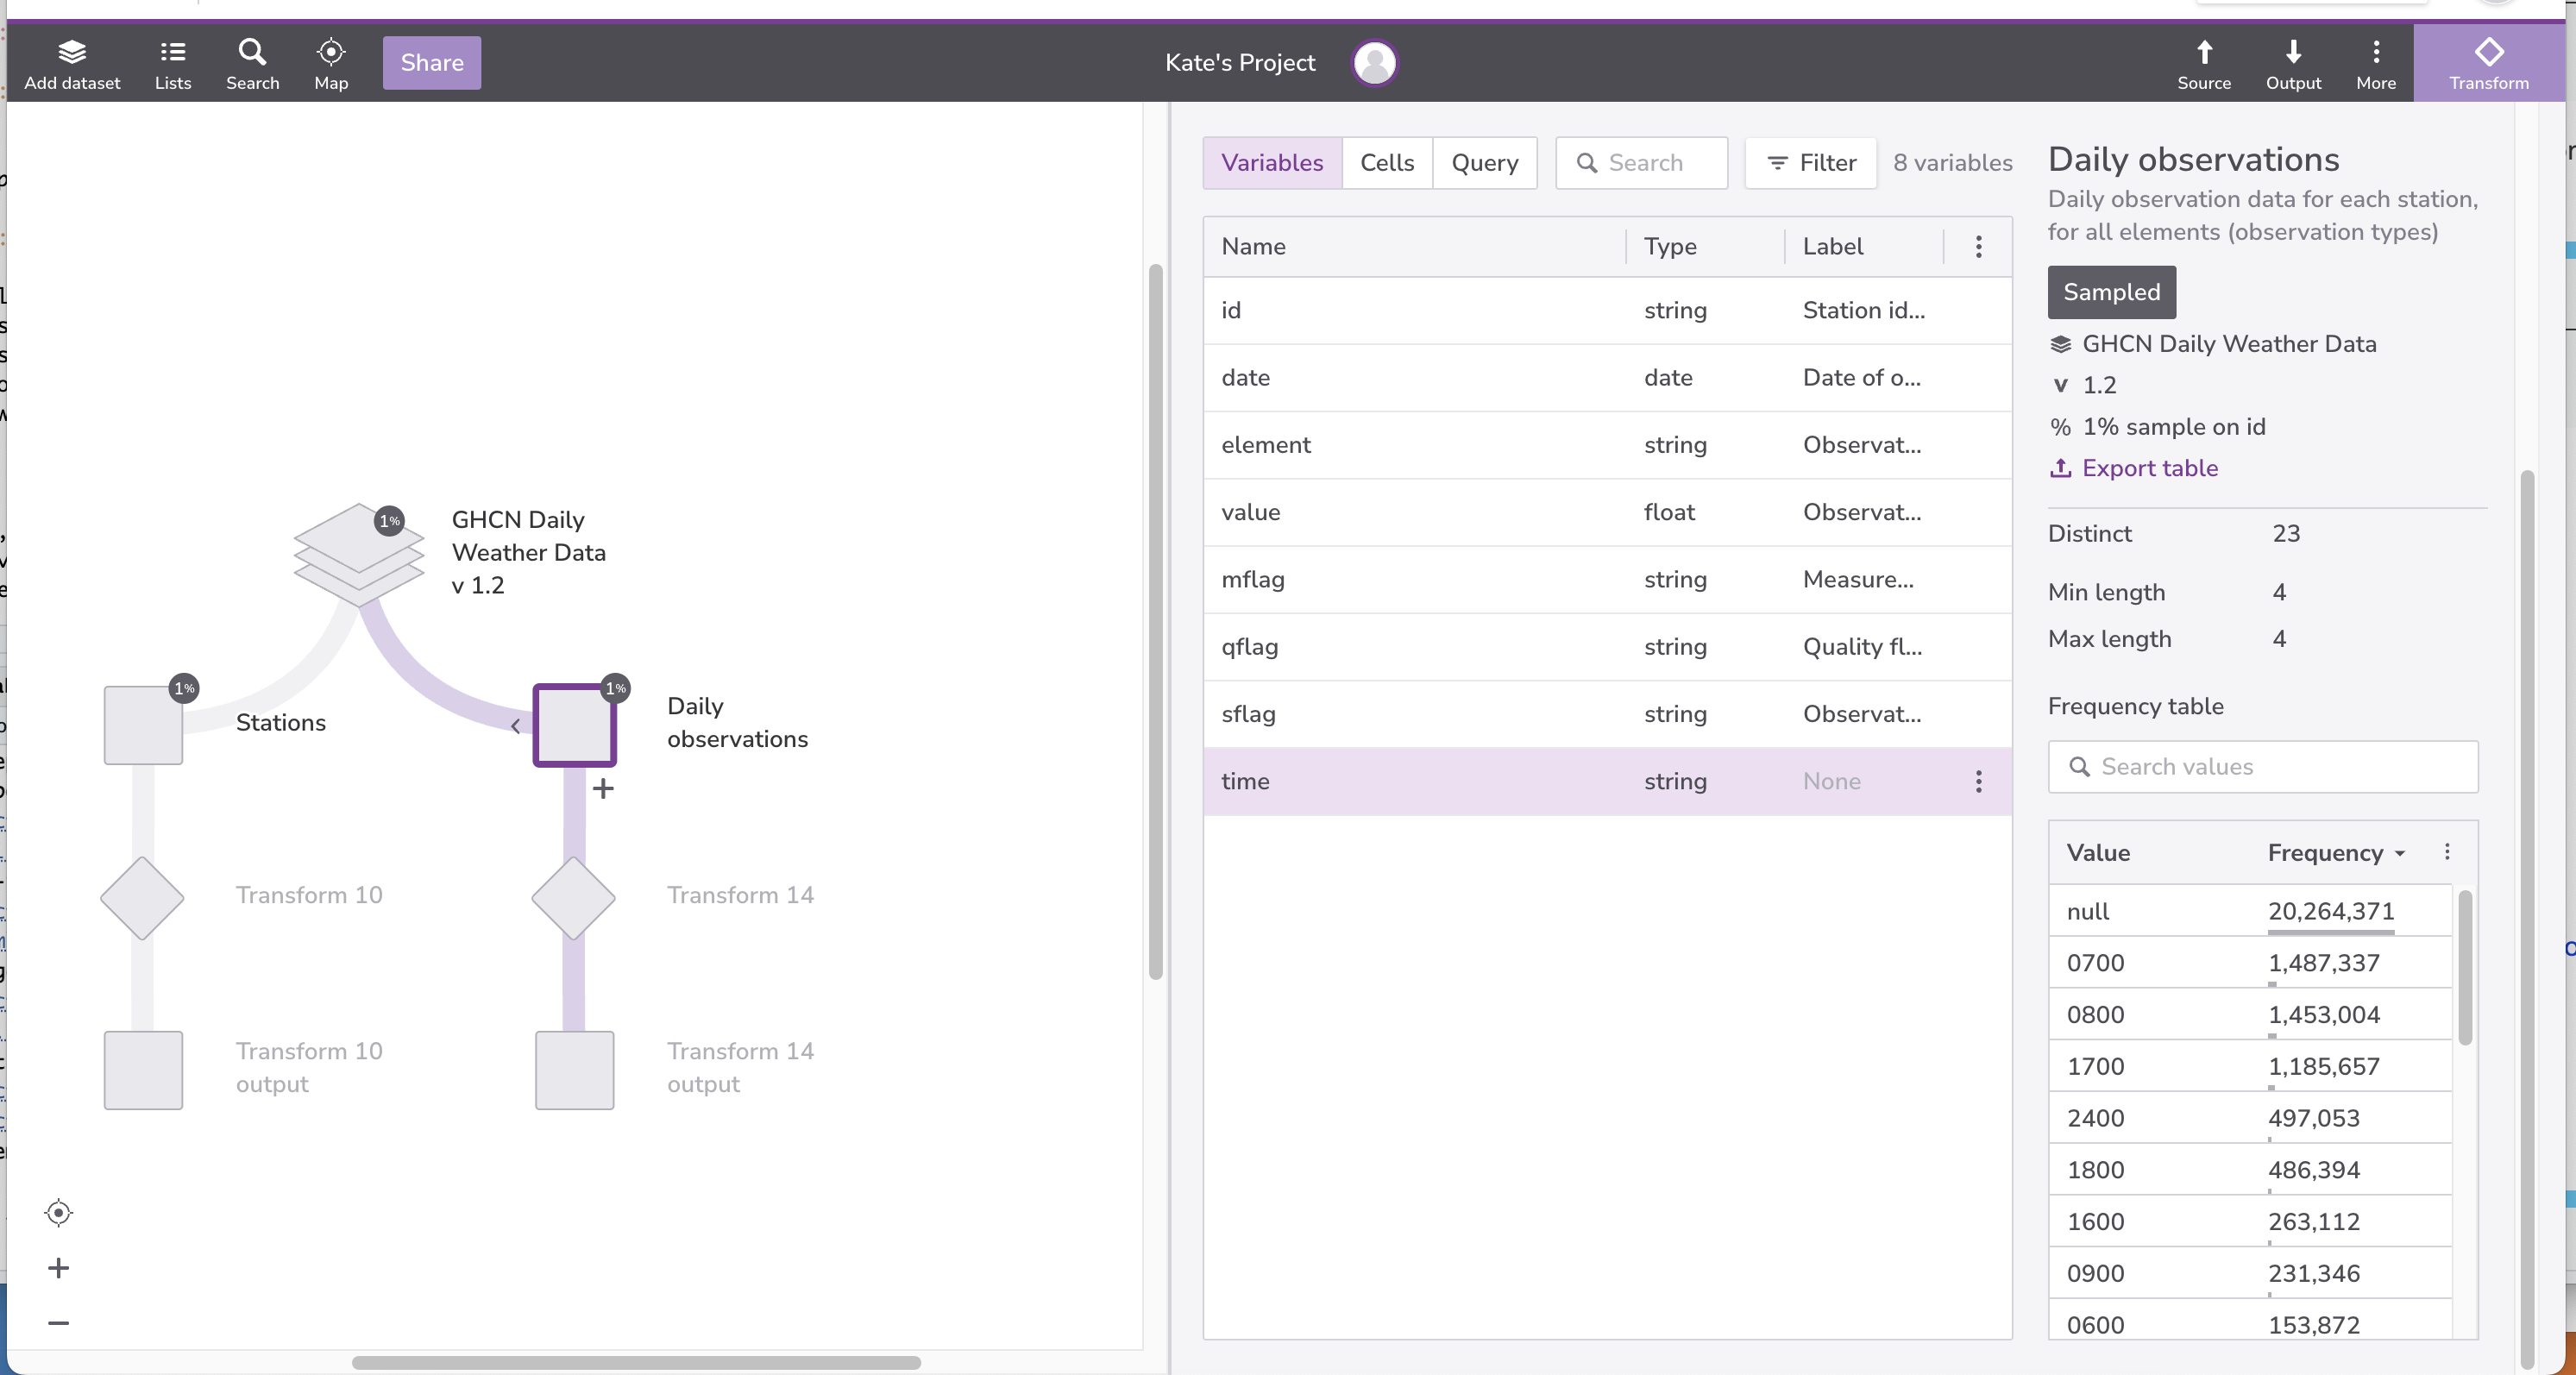 Add dataset
Lists
Search
Map
Share
Kate's Project
Source
Output
More
Transform
1%
GHCN Daily
Weather Data
v 1.2
1%
Stations
1%
Daily
observations
Transform 10
Transform 14
Transform 10
output
Transform 14
output
Variables
Cells
Query
Search
Filter
8 variables
Name Type Label
id string Station id...
date date Date of o...
element string Observat...
value float Observat...
mflag string Measure...
qflag string Quality fl...
sflag string Observat...
time string None
Daily observations
Daily observation data for each station,
for all elements (observation types)
Sampled
GHCN Daily Weather Data
v 1.2
% 1% sample on id
Export table
Distinct 23
Min length 4
Max length 4
Frequency table
Search values
Value Frequency
null 20,264,371
0700 1,487,337
0800 1,453,004
1700 1,185,657
2400 497,053
1800 486,394
1600 263,112
0900 231,346
0600 153,872